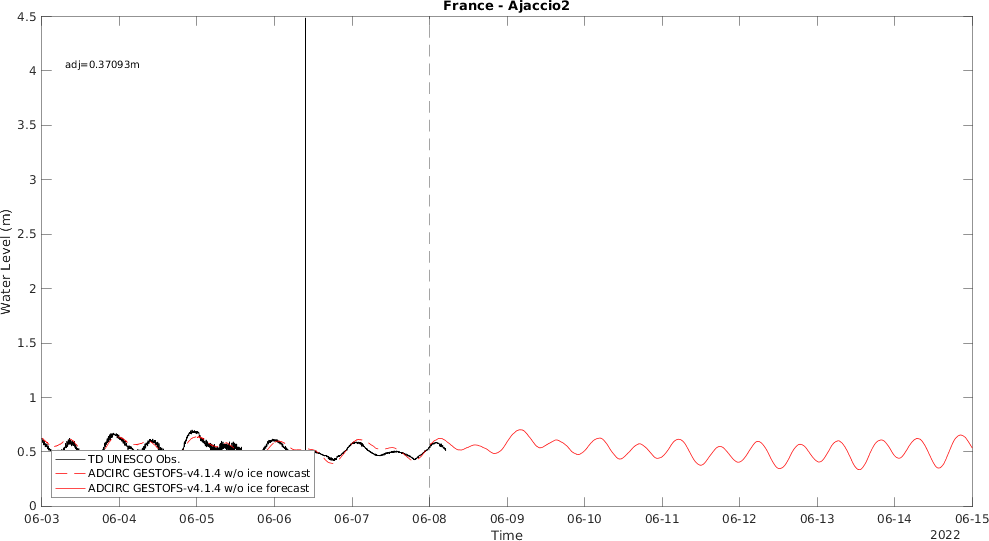 France - Ajaccio2
4.5
adj=0.37093m
4
3.5
3
2.5
2
1.5
1
0.5
0
Water Level (m)
TD UNESCO Obs.
ADCIRC GESTOFS-v4.1.4 w/o ice nowcast
ADCIRC GESTOFS-v4.1.4 w/o ice forecast
06-03 06-04 06-05 06-06 06-07 06-08 06-09 06-10 06-11 06-12 06-13 06-14 06-15
Time
2022